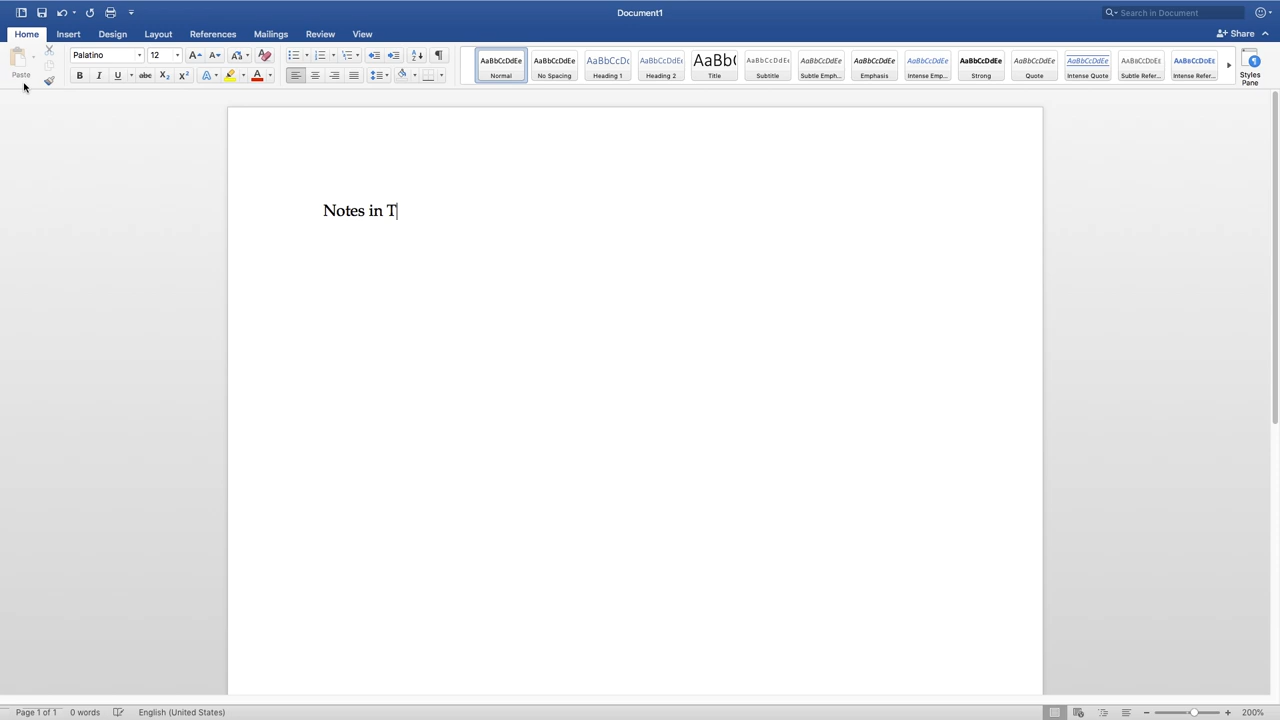 Document1
Search in Document
Home Insert Design Layout References Mailings Review View Share
Paste
Palatino 12
B I U abc X₂ X² A A
AaBbCcDdEe AaBbCcDdEe AaBbCcDc AaBbCcDdEe AaBb( AaBbCcDdEe AaBbCcDdEe AaBbCcDdEe AaBbCcDdEe AaBbCcDdEe AaBbCcDdEe AaBbCcDdEe AaBbCcDdEe AaBbCcDdEe
Normal No Spacing Heading 1 Heading 2 Title Subtitle Subtle Emph... Emphasis Intense Emp... Strong Quote Intense Quote Subtle Refer... Intense Refer...
Styles
Pane
Notes in T
Page 1 of 1 0 words English (United States) 200%